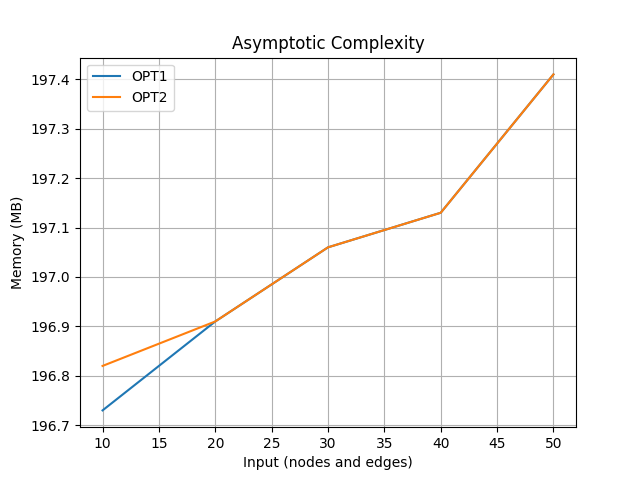 Asymptotic Complexity
OPT1
OPT2
Memory (MB)
197.4
197.3
197.2
197.1
197.0
196.9
196.8
196.7
10 15 20 25 30 35 40 45 50
Input (nodes and edges)